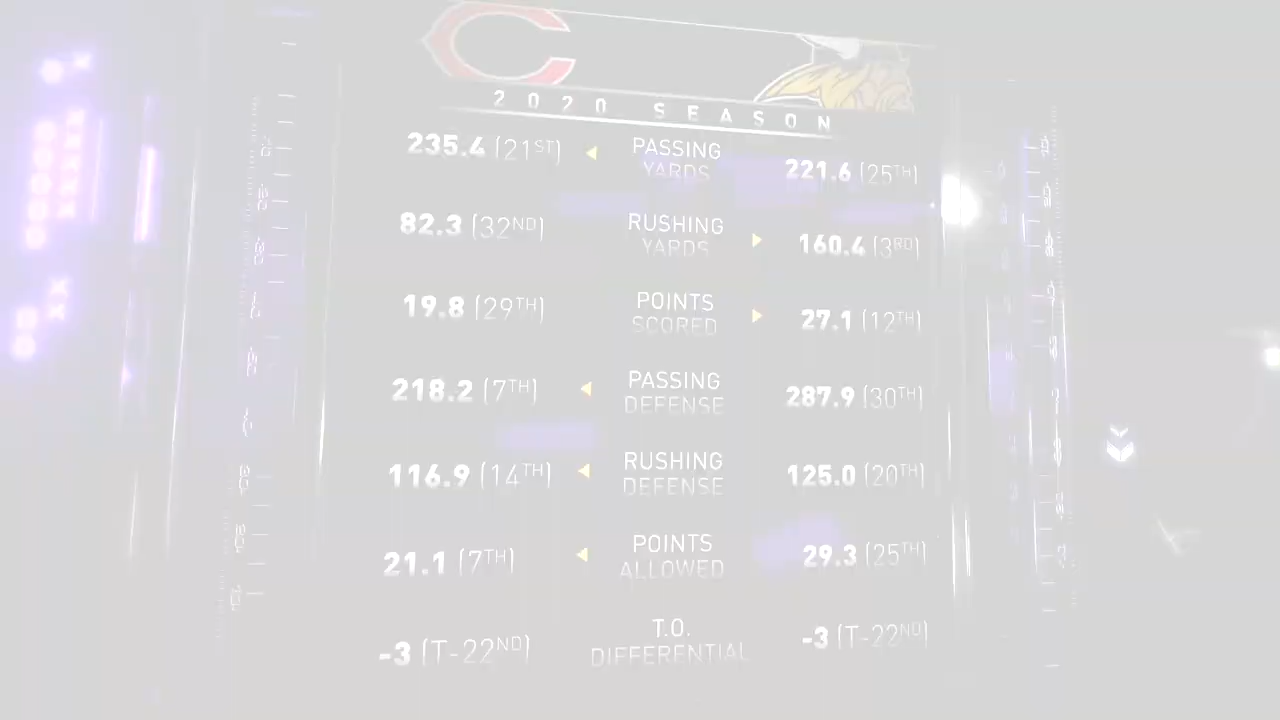 2020 SEASON
235.4 (21ST) PASSING YARDS 221.6 (25TH)
82.3 (32ND) RUSHING YARDS 160.4 (3RD)
19.8 (29TH) POINTS SCORED 27.1 (12TH)
218.2 (7TH) PASSING DEFENSE 287.9 (30TH)
116.9 (14TH) RUSHING DEFENSE 125.0 (20TH)
21.1 (7TH) POINTS ALLOWED 29.3 (25TH)
-3 (T-22ND) T.O. DIFFERENTIAL -3 (T-22ND)